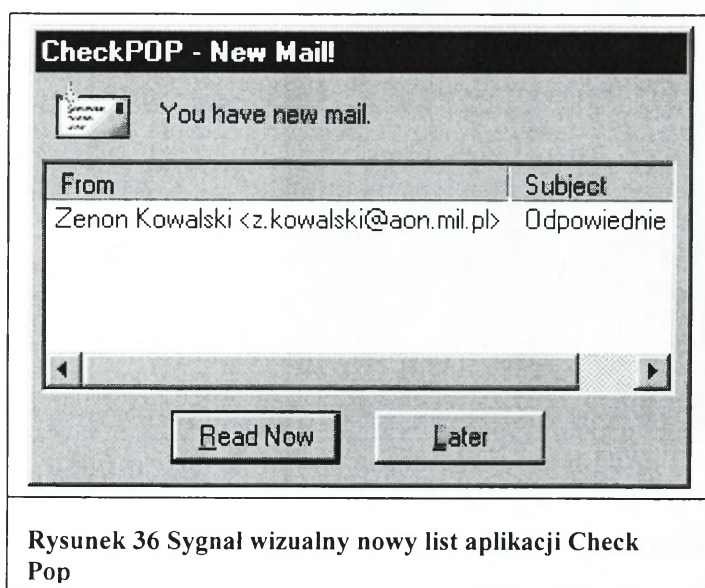 CheckPOP - New Mail!
You have new mail.
From Subject
Zenon Kowalski <z.kowalski@aon.mil.pl> Odpowiednie
Read Now Later
Rysunek 36 Sygnał wizualny nowy list aplikacji Check
Pop